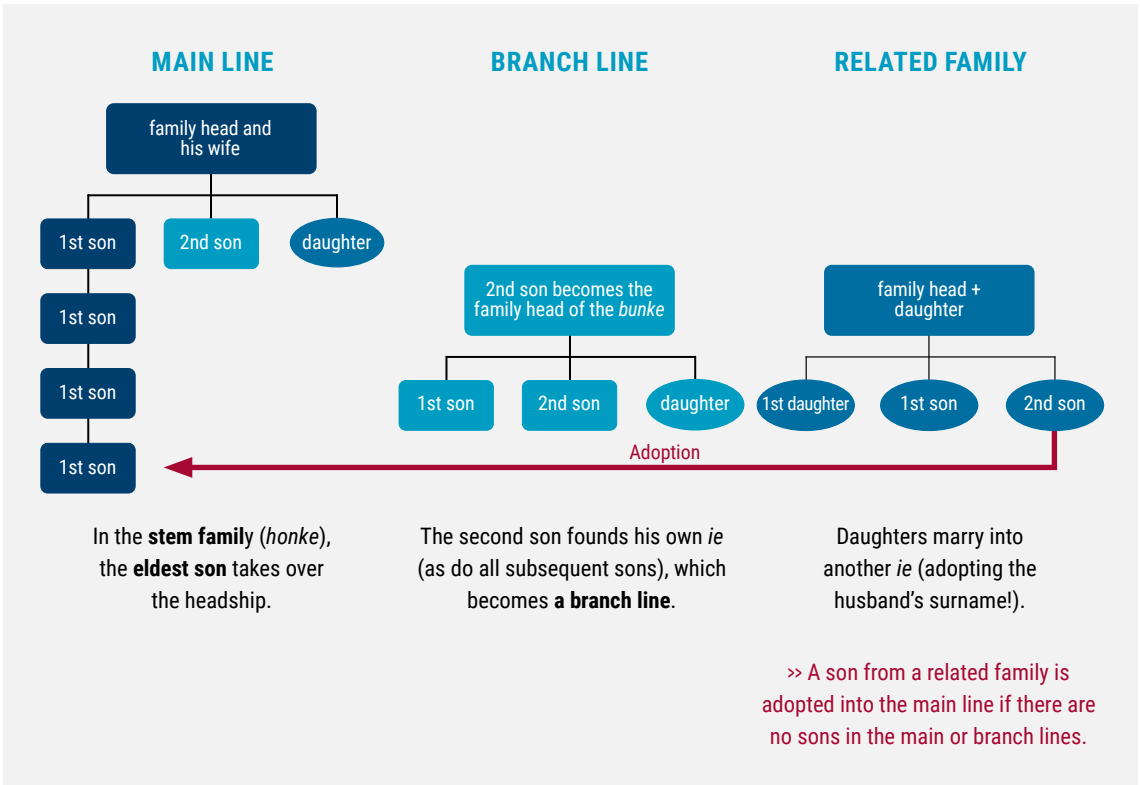 MAIN LINE
family head and
his wife
1st son
2nd son
daughter
1st son
1st son
1st son
In the stem family (honke),
the eldest son takes over
the headship.
BRANCH LINE
2nd son becomes the
family head of the bunke
1st son
2nd son
daughter
Adoption
The second son founds his own ie
(as do all subsequent sons), which
becomes a branch line.
RELATED FAMILY
family head +
daughter
1st daughter
1st son
2nd son
Daughters marry into
another ie (adopting the
husband's surname!).
>> A son from a related family is
adopted into the main line if there are
no sons in the main or branch lines.